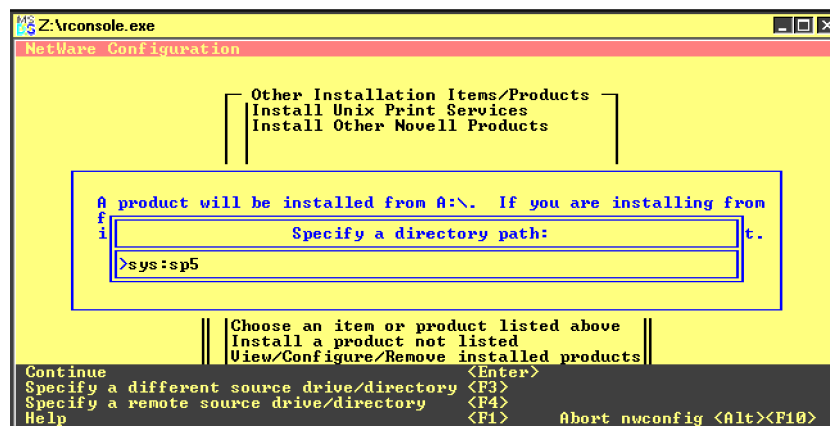 Z:\rconsole.exe
NetWare Configuration
Other Installation Items/Products
Install Unix Print Services
Install Other Novell Products
A product will be installed from A:\. If you are installing from
f
i
Specify a directory path:
t.
>sys:sp5
Choose an item or product listed above
Install a product not listed
View/Configure/Remove installed products
Continue <Enter>
Specify a different source drive/directory <F3>
Specify a remote source drive/directory <F4>
Help <F1> Abort nwconfig <Alt><F10>